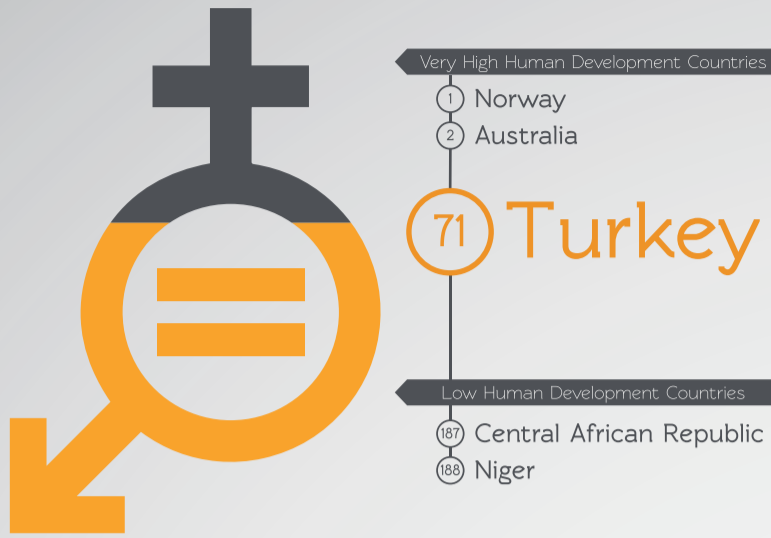 Very High Human Development Countries
1 Norway
2 Australia
71 Turkey
Low Human Development Countries
187 Central African Republic
188 Niger